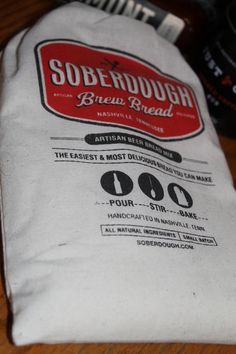 SOBERDOUGH
ARTISAN
Brew Bread
NASHVILLE, TENNESSEE
ARTISAN BEER BREAD MIX
THE EASIEST & MOST DELICIOUS BREAD YOU CAN MAKE
POUR----STIR----BAKE
HANDCRAFTED IN NASHVILLE, TENN
ALL NATURAL INGREDIENTS
SMALL BATCH
SOBERDOUGH.COM